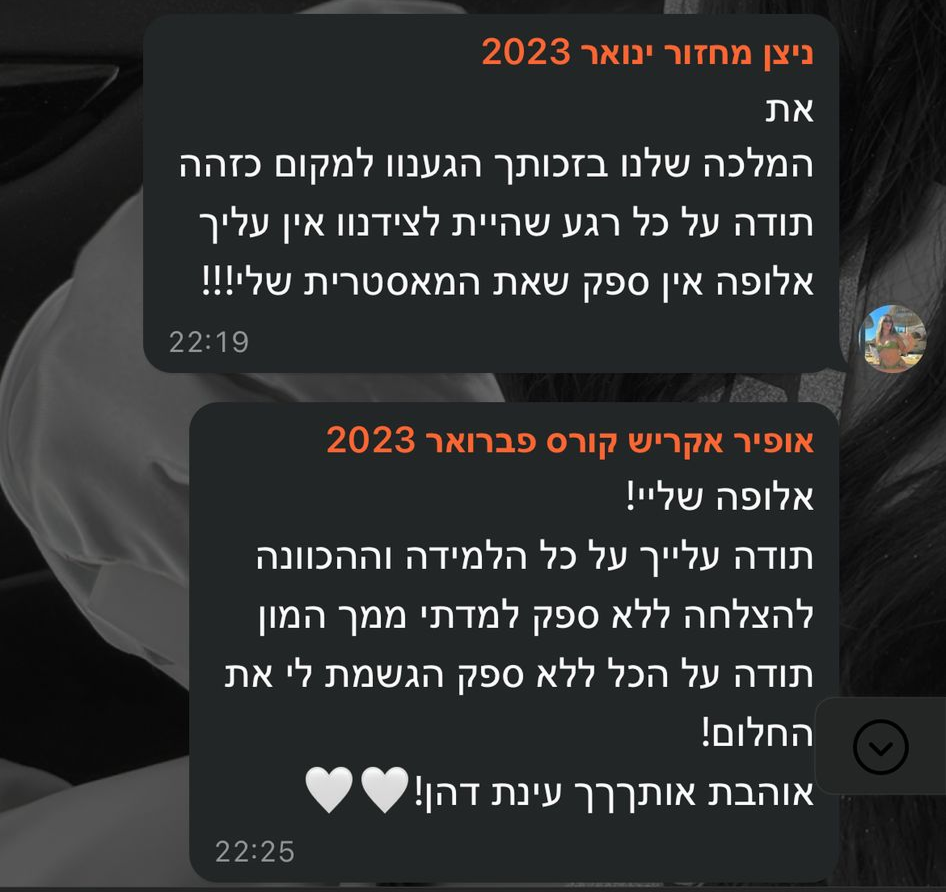 ניצן מחזור ינואר 2023
את
המלכה שלנו בזכותך הגענוו למקום כזהה
תודה על כל רגע שהיית לצידנוו אין עליך
אלופה אין ספק שאת המאסטרית שלי!!!
22:19
אופיר אקריש קורס פברואר 2023
אלופה שליי!
תודה עלייך על כל הלמידה וההכוונה
להצלחה ללא ספק למדתי ממך המון
תודה על הכל ללא ספק הגשמת לי את
החלום!
אוהבת אותךךך עינת דהן!🤍🤍
22:25